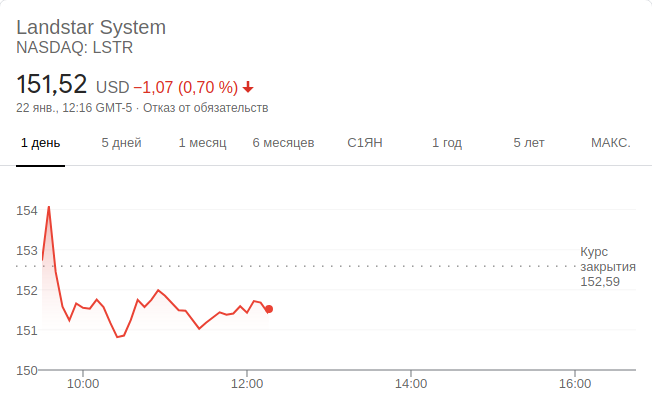 Landstar System
NASDAQ: LSTR
151,52 USD −1,07 (0,70 %)
22 янв., 12:16 GMT-5 · Отказ от обязательств
1 день 5 дней 1 месяц 6 месяцев С1ЯН 1 год 5 лет МАКС.
154
153
Курс
закрытия
152,59
152
151
150
10:00 12:00 14:00 16:00